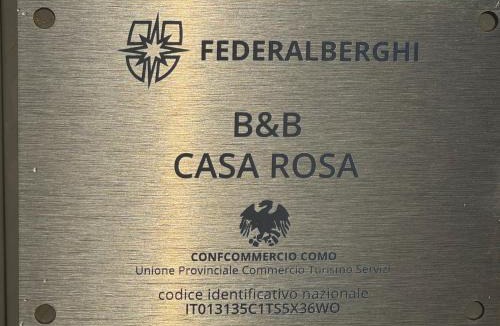 FEDERALBERGHI
B&B
CASA ROSA
CONFCOMMERCIO COMO
Unione Provinciale Commercio Turismo Servizi
codice identificativo nazionale
IT013135C1TS5X36WO